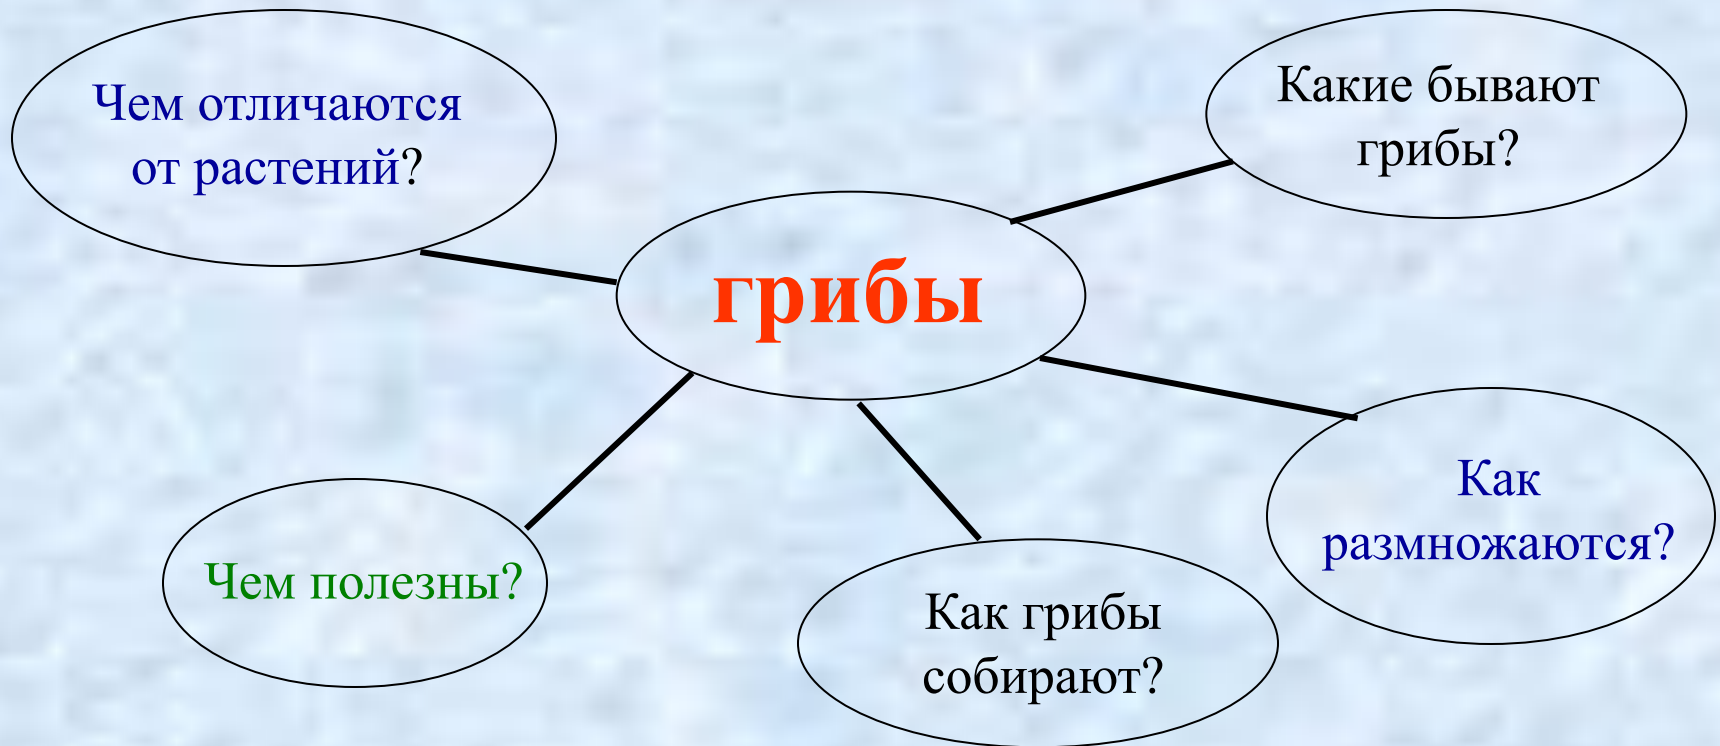 Чем отличаются
от растений?
Какие бывают
грибы?
грибы
Чем полезны?
Как грибы
собирают?
Как
размножаются?